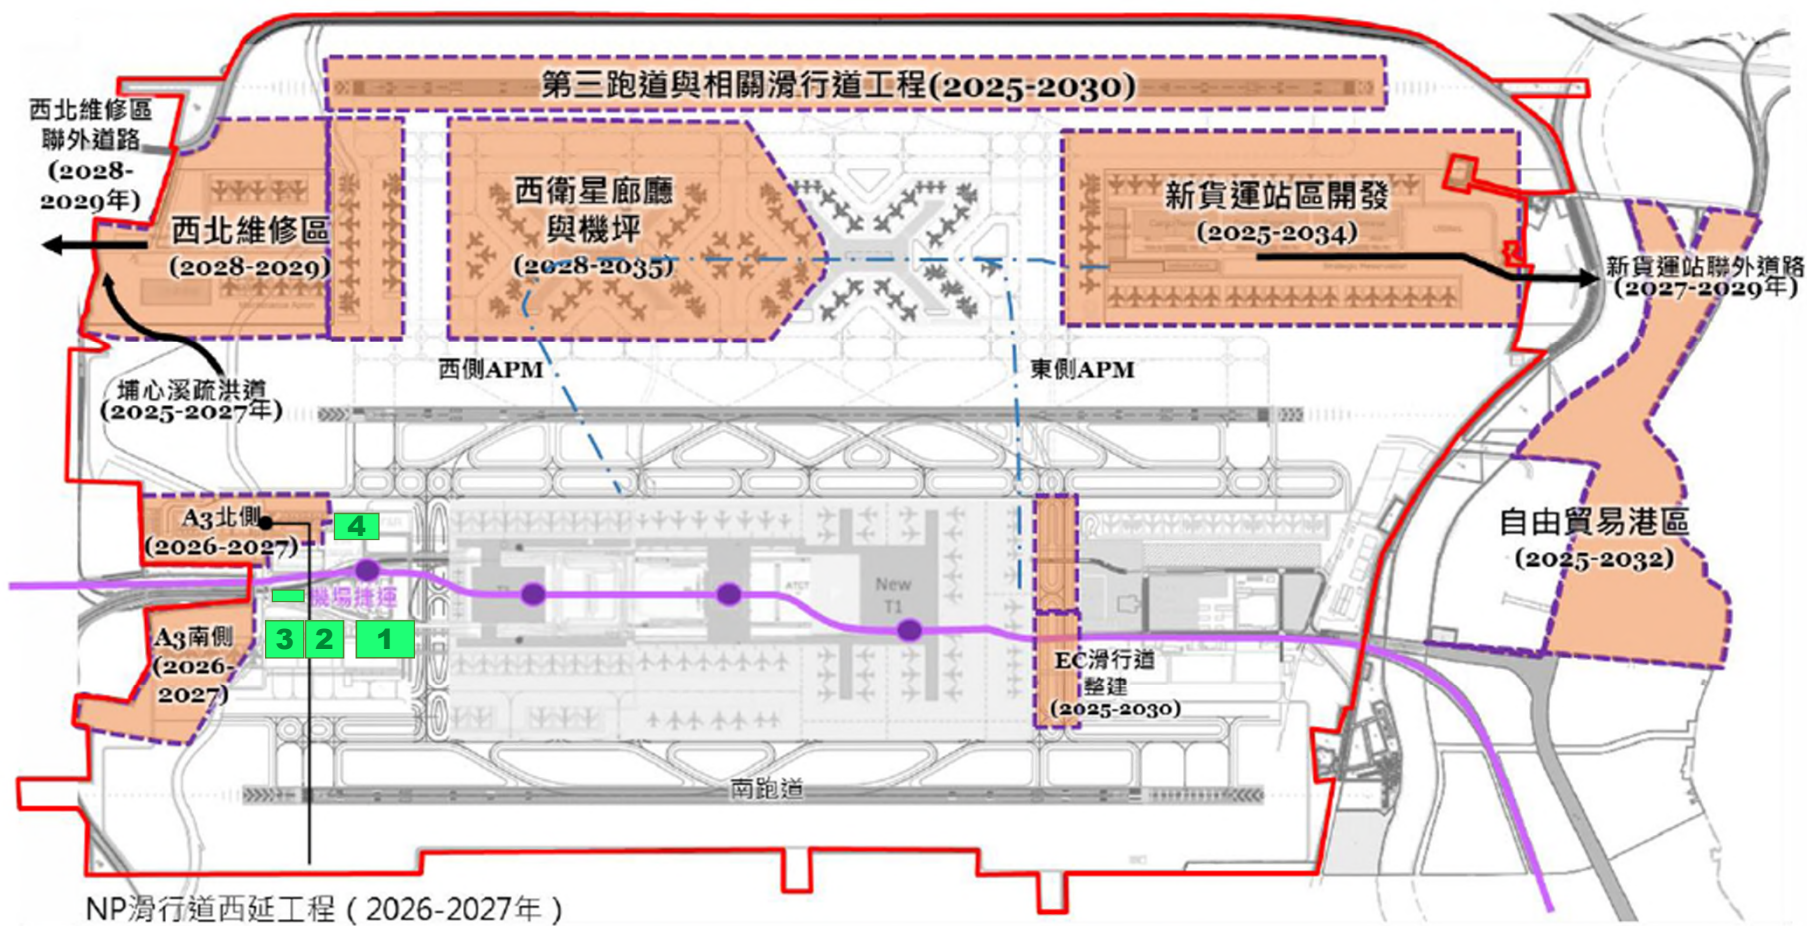 第三跑道與相關滑行道工程(2025-2030)
西北維修區
聯外道路
(2028-
2029年)
西北維修區
(2028-2029)
西衛星廊廳
與機坪
(2028-2035)
新貨運站區開發
(2025-2034)
新貨運站聯外道路
(2027-2029年)
埔心溪疏洪道
(2025-2027年)
西側APM
東側APM
A3北側
(2026-2027)
4
機場捷運
3
2
1
A3南側
(2026-
2027)
New
T1
EC滑行道
整建
(2025-2030)
自由貿易港區
(2025-2032)
南跑道
NP滑行道西延工程（2026-2027年）